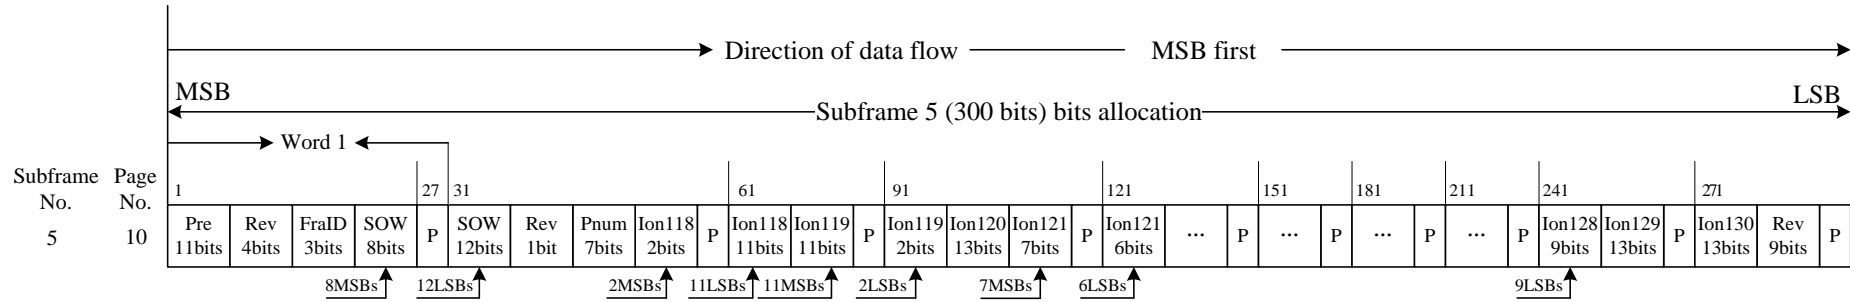 Direction of data flow MSB first
MSB LSB
Subframe 5 (300 bits) bits allocation
Word 1
Subframe Page
No. No.
1 27 31 61 91 121 151 181 211 241 271
Pre Rev FraID SOW P SOW Rev Pnum Ion118 P Ion118 Ion119 P Ion119 Ion120 Ion121 P Ion121 ... P ... P ... P ... P Ion128 Ion129 P Ion130 Rev P
5 10
11bits 4bits 3bits 8bits 12bits 1bit 7bits 2bits 11bits 11bits 2bits 13bits 7bits 6bits 9bits 13bits 13bits 9bits
8MSBs 12LSBs 2MSBs 11LSBs 11MSBs 2LSBs 7MSBs 6LSBs 9LSBs